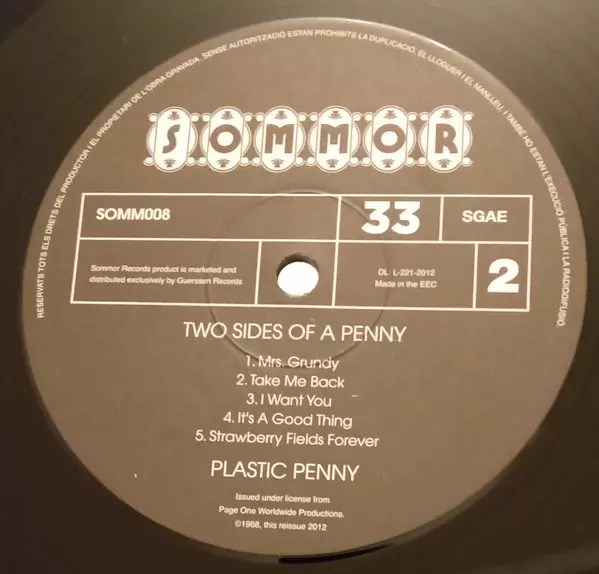 RESERVATS TOTS ELS DRETS DEL PRODUCTOR I EL PROPIETARI DE L'OBRA GRAVADA. SENSE AUTORITZACIÓ ESTAN PROHIBITS LA DUPLICACIÓ, EL LLOGUER I EL MANLLEU, I TAMBÉ HO ESTAN L'EXECUCIÓ PÚBLICA I LA RADIODIFUSIÓ.
SOMMOR
SOMM008
33
SGAE
Sommor Records product is marketed and
distributed exclusively by Guerssen Records
DL: L-221-2012
Made in the EEC
2
TWO SIDES OF A PENNY
1. Mrs. Grundy
2. Take Me Back
3. I Want You
4. It's A Good Thing
5. Strawberry Fields Forever
PLASTIC PENNY
Issued under license from
Page One Worldwide Productions.
©1968, this reissue 2012